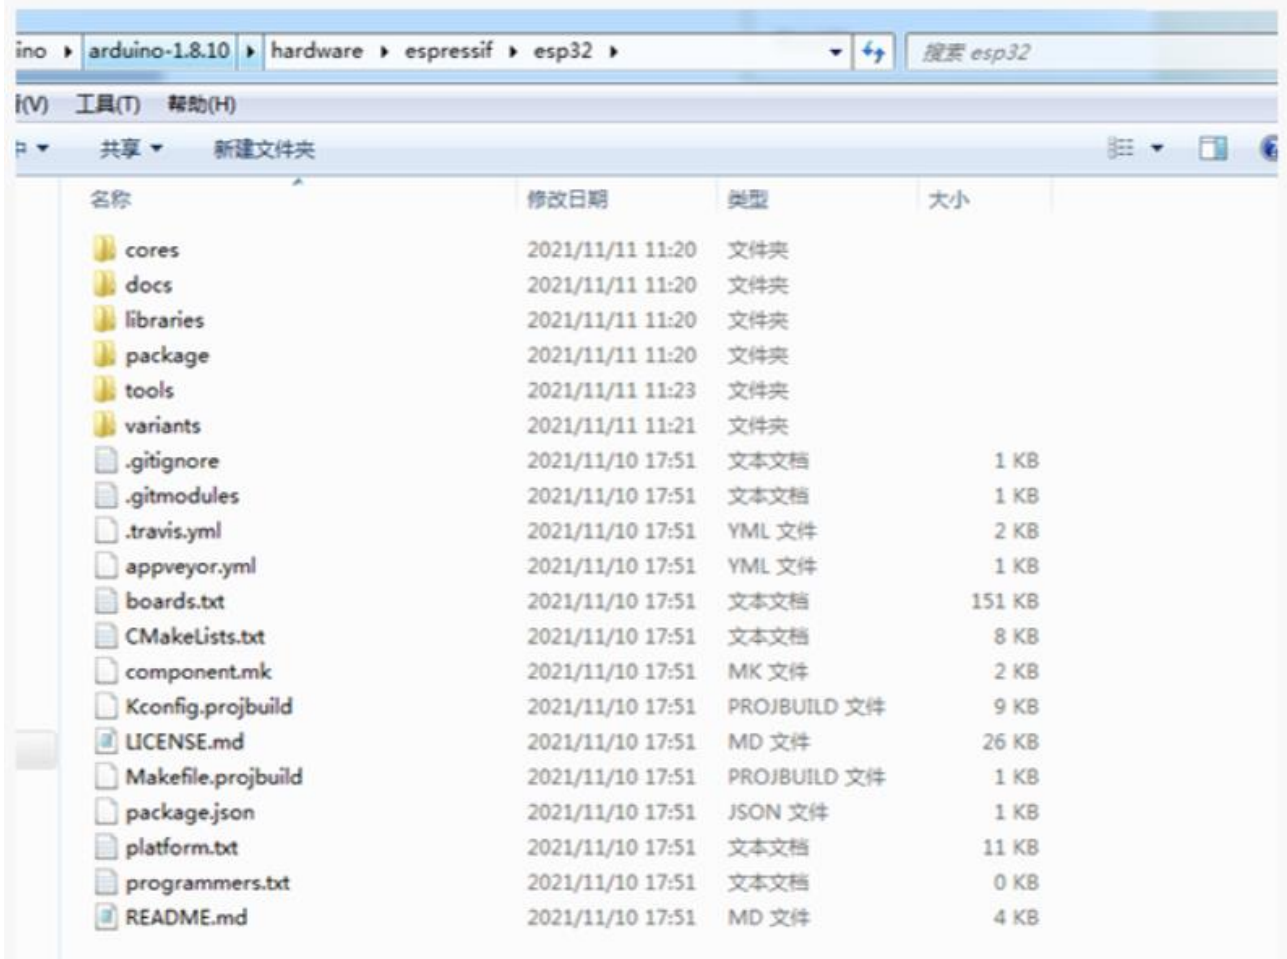 ino ▸ arduino-1.8.10 ▸ hardware ▸ espressif ▸ esp32 ▸ 搜索 esp32
(V) 工具(T) 帮助(H)
中 共享 新建文件夹
名称 修改日期 类型 大小
cores 2021/11/11 11:20 文件夹
docs 2021/11/11 11:20 文件夹
libraries 2021/11/11 11:20 文件夹
package 2021/11/11 11:20 文件夹
tools 2021/11/11 11:23 文件夹
variants 2021/11/11 11:21 文件夹
.gitignore 2021/11/10 17:51 文本文档 1 KB
.gitmodules 2021/11/10 17:51 文本文档 1 KB
.travis.yml 2021/11/10 17:51 YML 文件 2 KB
appveyor.yml 2021/11/10 17:51 YML 文件 1 KB
boards.txt 2021/11/10 17:51 文本文档 151 KB
CMakeLists.txt 2021/11/10 17:51 文本文档 8 KB
component.mk 2021/11/10 17:51 MK 文件 2 KB
Kconfig.projbuild 2021/11/10 17:51 PROJBUILD 文件 9 KB
LICENSE.md 2021/11/10 17:51 MD 文件 26 KB
Makefile.projbuild 2021/11/10 17:51 PROJBUILD 文件 1 KB
package.json 2021/11/10 17:51 JSON 文件 1 KB
platform.txt 2021/11/10 17:51 文本文档 11 KB
programmers.txt 2021/11/10 17:51 文本文档 0 KB
README.md 2021/11/10 17:51 MD 文件 4 KB